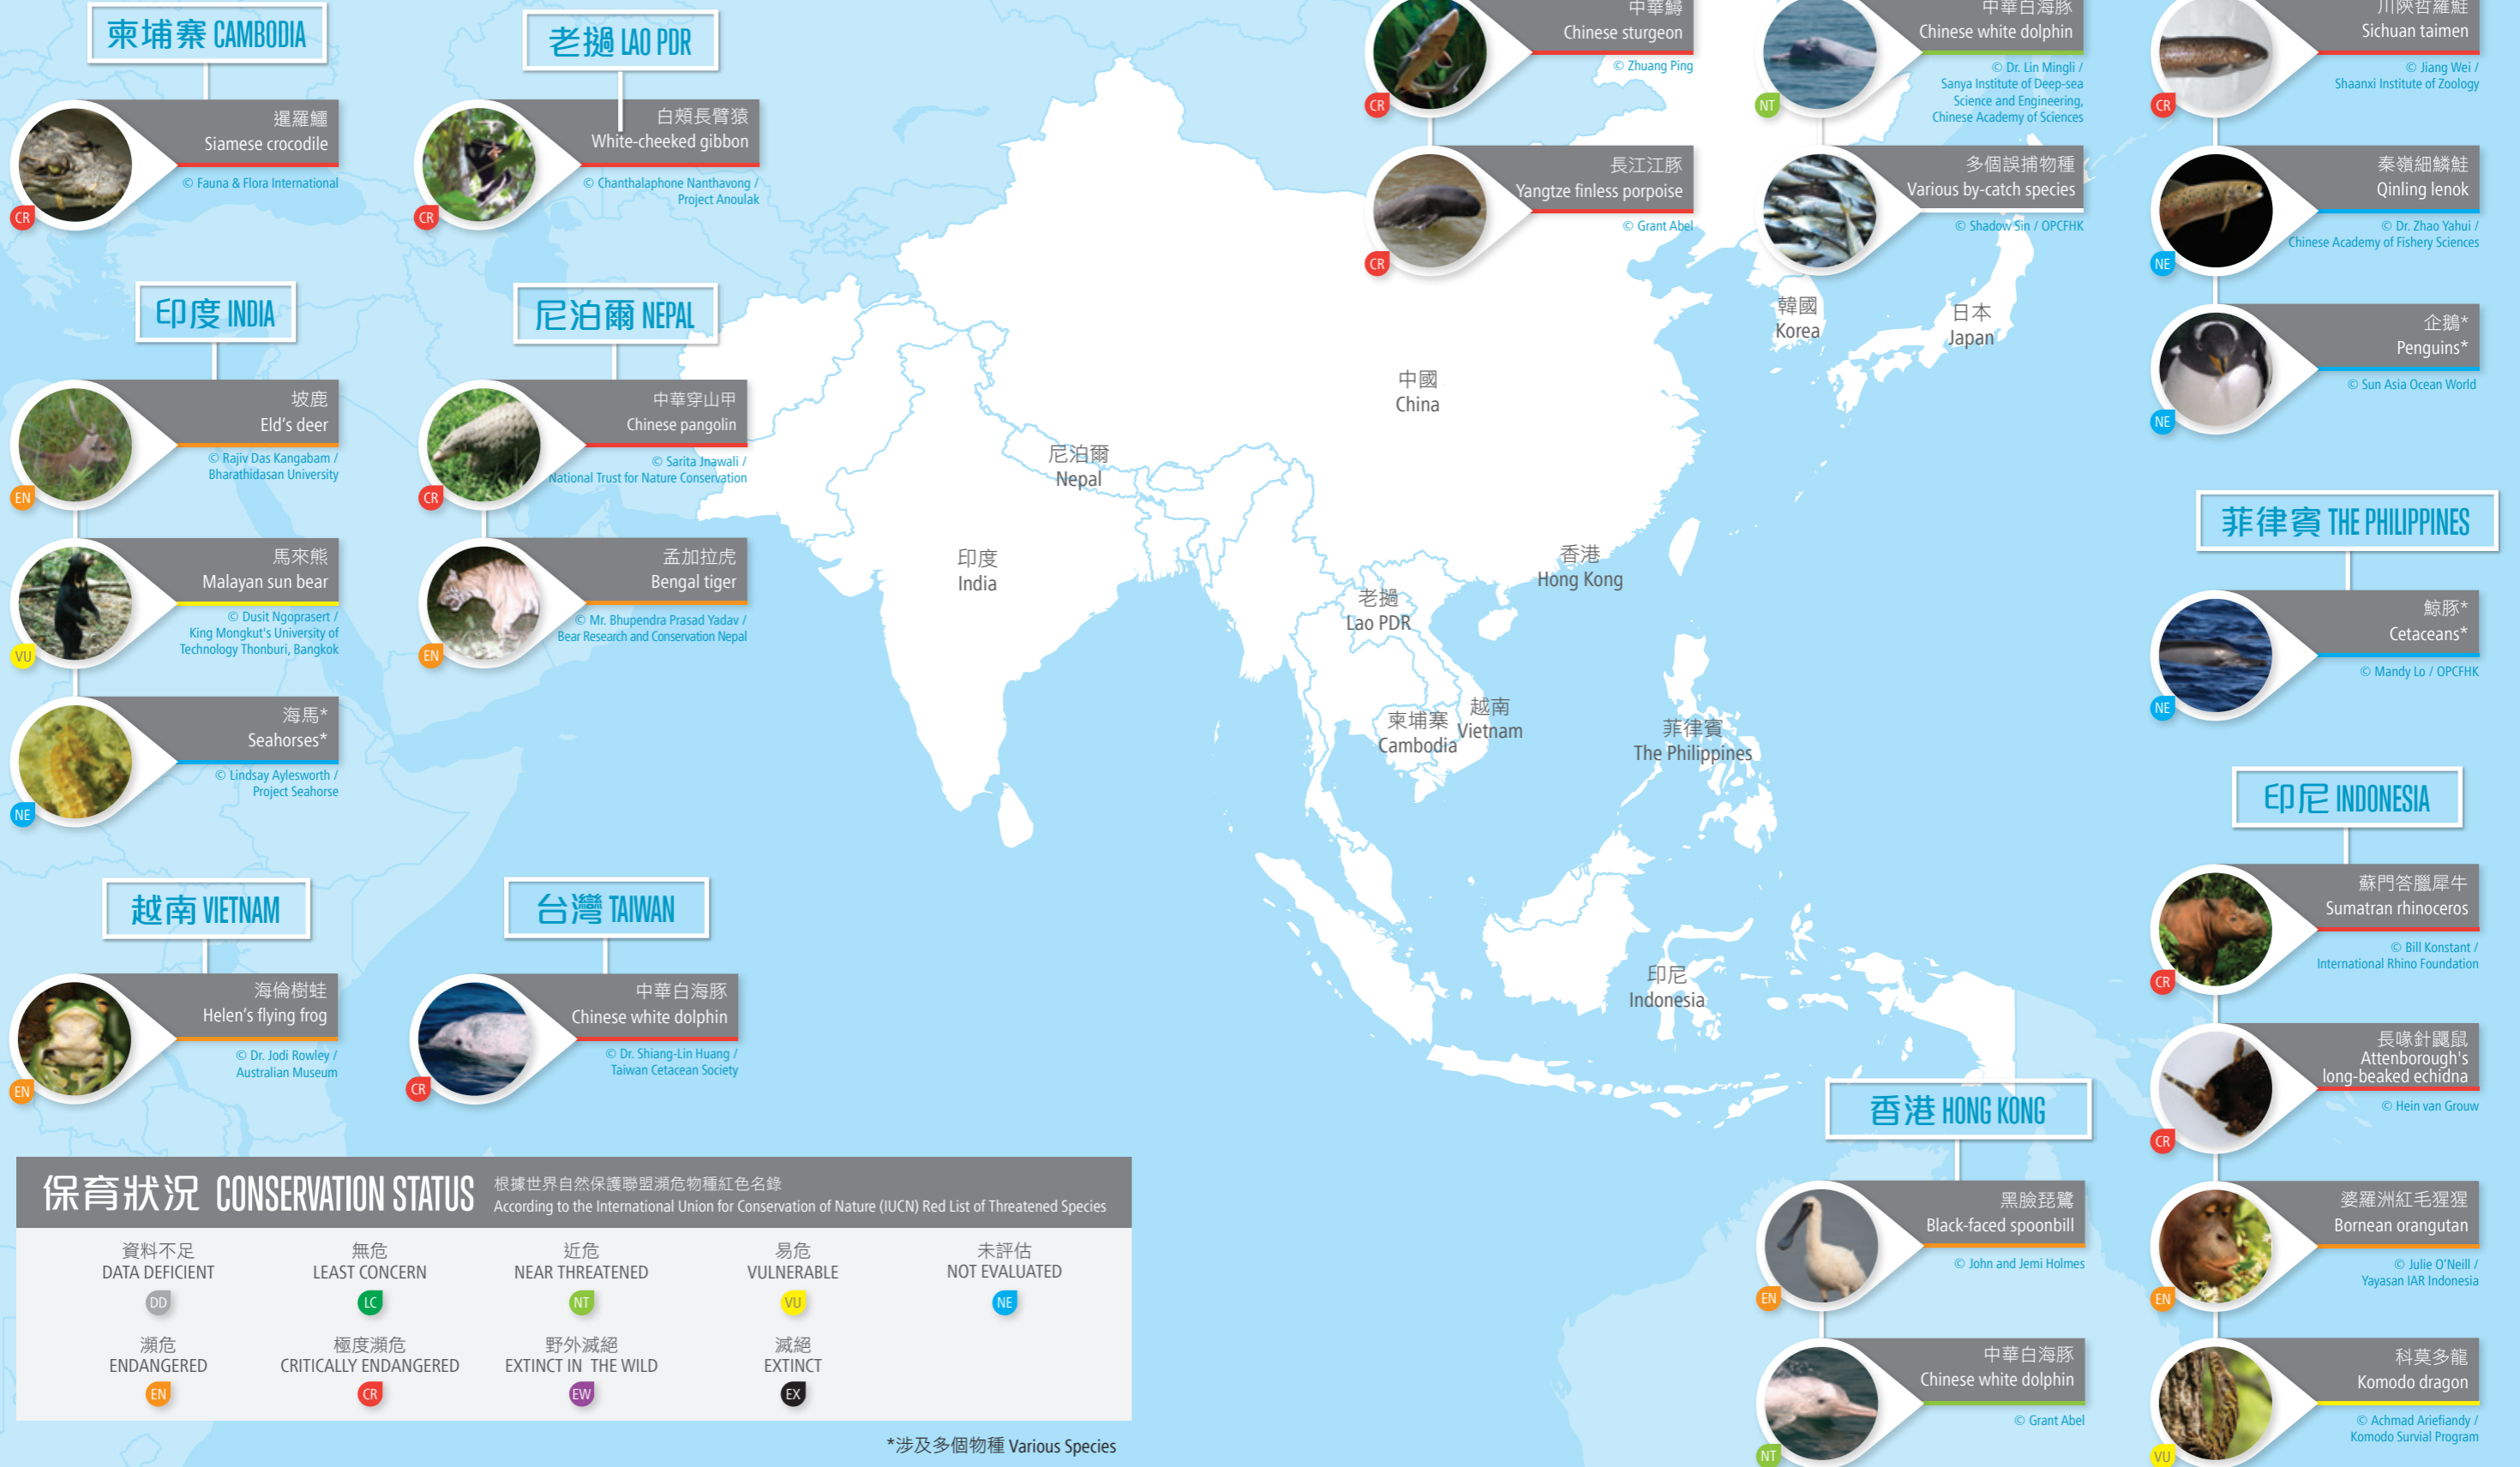 柬埔寨 CAMBODIA
暹羅鱷
Siamese crocodile
© Fauna & Flora International
CR
老撾 LAO PDR
白頰長臂猿
White-cheeked gibbon
© Chanthalaphone Nanthavong /
Project Anoulak
CR
中華鱘
Chinese sturgeon
© Zhuang Ping
CR
長江江豚
Yangtze finless porpoise
© Grant Abel
CR
中華白海豚
Chinese white dolphin
© Dr. Lin Mingli /
Sanya Institute of Deep-sea
Science and Engineering,
Chinese Academy of Sciences
NT
多個誤捕物種
Various by-catch species
© Shadow Sin / OPCFHK
川陝哲羅鮭
Sichuan taimen
© Jiang Wei /
Shaanxi Institute of Zoology
CR
秦嶺細鱗鮭
Qinling lenok
© Dr. Zhao Yahui /
Chinese Academy of Fishery Sciences
NE
企鵝*
Penguins*
© Sun Asia Ocean World
NE
印度 INDIA
坡鹿
Eld's deer
© Rajiv Das Kangabam /
Bharathidasan University
EN
馬來熊
Malayan sun bear
© Dusit Ngoprasert /
King Mongkut's University of
Technology Thonburi, Bangkok
VU
海馬*
Seahorses*
© Lindsay Aylesworth /
Project Seahorse
NE
尼泊爾 NEPAL
中華穿山甲
Chinese pangolin
© Sarita Jnawali /
National Trust for Nature Conservation
CR
孟加拉虎
Bengal tiger
© Mr. Bhupendra Prasad Yadav /
Bear Research and Conservation Nepal
EN
韓國
Korea
日本
Japan
中國
China
尼泊爾
Nepal
印度
India
香港
Hong Kong
老撾
Lao PDR
柬埔寨
Cambodia
越南
Vietnam
菲律賓
The Philippines
印尼
Indonesia
菲律賓 THE PHILIPPINES
鯨豚*
Cetaceans*
© Mandy Lo / OPCFHK
NE
印尼 INDONESIA
蘇門答臘犀牛
Sumatran rhinoceros
© Bill Konstant /
International Rhino Foundation
CR
長喙針鼴鼠
Attenborough's
long-beaked echidna
© Hein van Grouw
CR
婆羅洲紅毛猩猩
Bornean orangutan
© Julie O'Neill /
Yayasan IAR Indonesia
EN
科莫多龍
Komodo dragon
© Achmad Ariefiandy /
Komodo Survial Program
VU
越南 VIETNAM
海倫樹蛙
Helen's flying frog
© Dr. Jodi Rowley /
Australian Museum
EN
台灣 TAIWAN
中華白海豚
Chinese white dolphin
© Dr. Shiang-Lin Huang /
Taiwan Cetacean Society
CR
香港 HONG KONG
黑臉琵鷺
Black-faced spoonbill
© John and Jemi Holmes
EN
中華白海豚
Chinese white dolphin
© Grant Abel
NT
保育狀況 CONSERVATION STATUS
根據世界自然保護聯盟瀕危物種紅色名錄
According to the International Union for Conservation of Nature (IUCN) Red List of Threatened Species
資料不足
DATA DEFICIENT
DD
無危
LEAST CONCERN
LC
近危
NEAR THREATENED
NT
易危
VULNERABLE
VU
未評估
NOT EVALUATED
NE
瀕危
ENDANGERED
EN
極度瀕危
CRITICALLY ENDANGERED
CR
野外滅絕
EXTINCT IN THE WILD
EW
滅絕
EXTINCT
EX
*涉及多個物種 Various Species